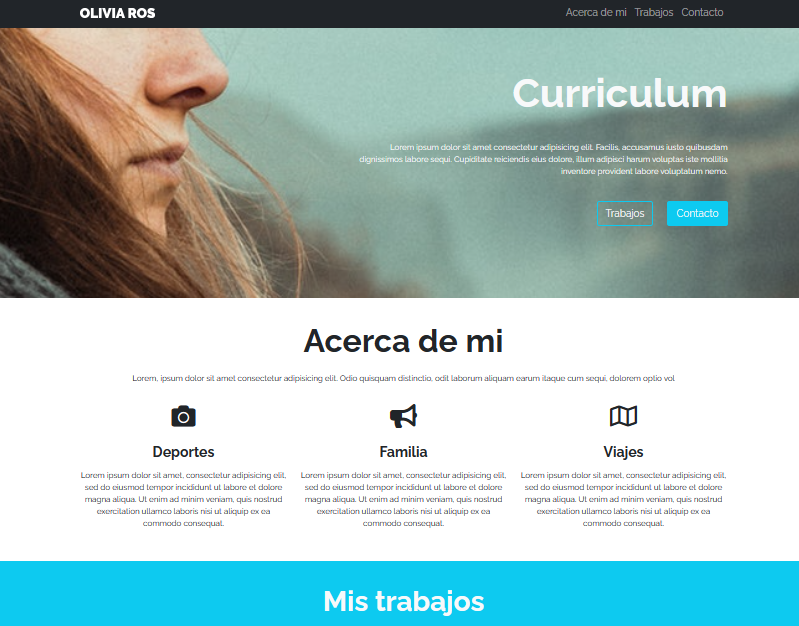 OLIVIA ROS
Acerca de mi Trabajos Contacto
Curriculum
Lorem ipsum dolor sit amet consectetur adipisicing elit. Facilis, accusamus iusto quibusdam
dignissimos labore sequi. Cupiditate reiciendis eius dolore, illum adipisci harum voluptas iste mollitia
inventore provident labore voluptatum nemo.
Trabajos Contacto
Acerca de mi
Lorem, ipsum dolor sit amet consectetur adipisicing elit. Odio quisquam distinctio, odit laborum aliquam earum itaque cum sequi, dolorem optio vol
Deportes
Lorem ipsum dolor sit amet, consectetur adipisicing elit,
sed do eiusmod tempor incididunt ut labore et dolore
magna aliqua. Ut enim ad minim veniam, quis nostrud
exercitation ullamco laboris nisi ut aliquip ex ea
commodo consequat.
Familia
Lorem ipsum dolor sit amet, consectetur adipisicing elit,
sed do eiusmod tempor incididunt ut labore et dolore
magna aliqua. Ut enim ad minim veniam, quis nostrud
exercitation ullamco laboris nisi ut aliquip ex ea
commodo consequat.
Viajes
Lorem ipsum dolor sit amet, consectetur adipisicing elit,
sed do eiusmod tempor incididunt ut labore et dolore
magna aliqua. Ut enim ad minim veniam, quis nostrud
exercitation ullamco laboris nisi ut aliquip ex ea
commodo consequat.
Mis trabajos